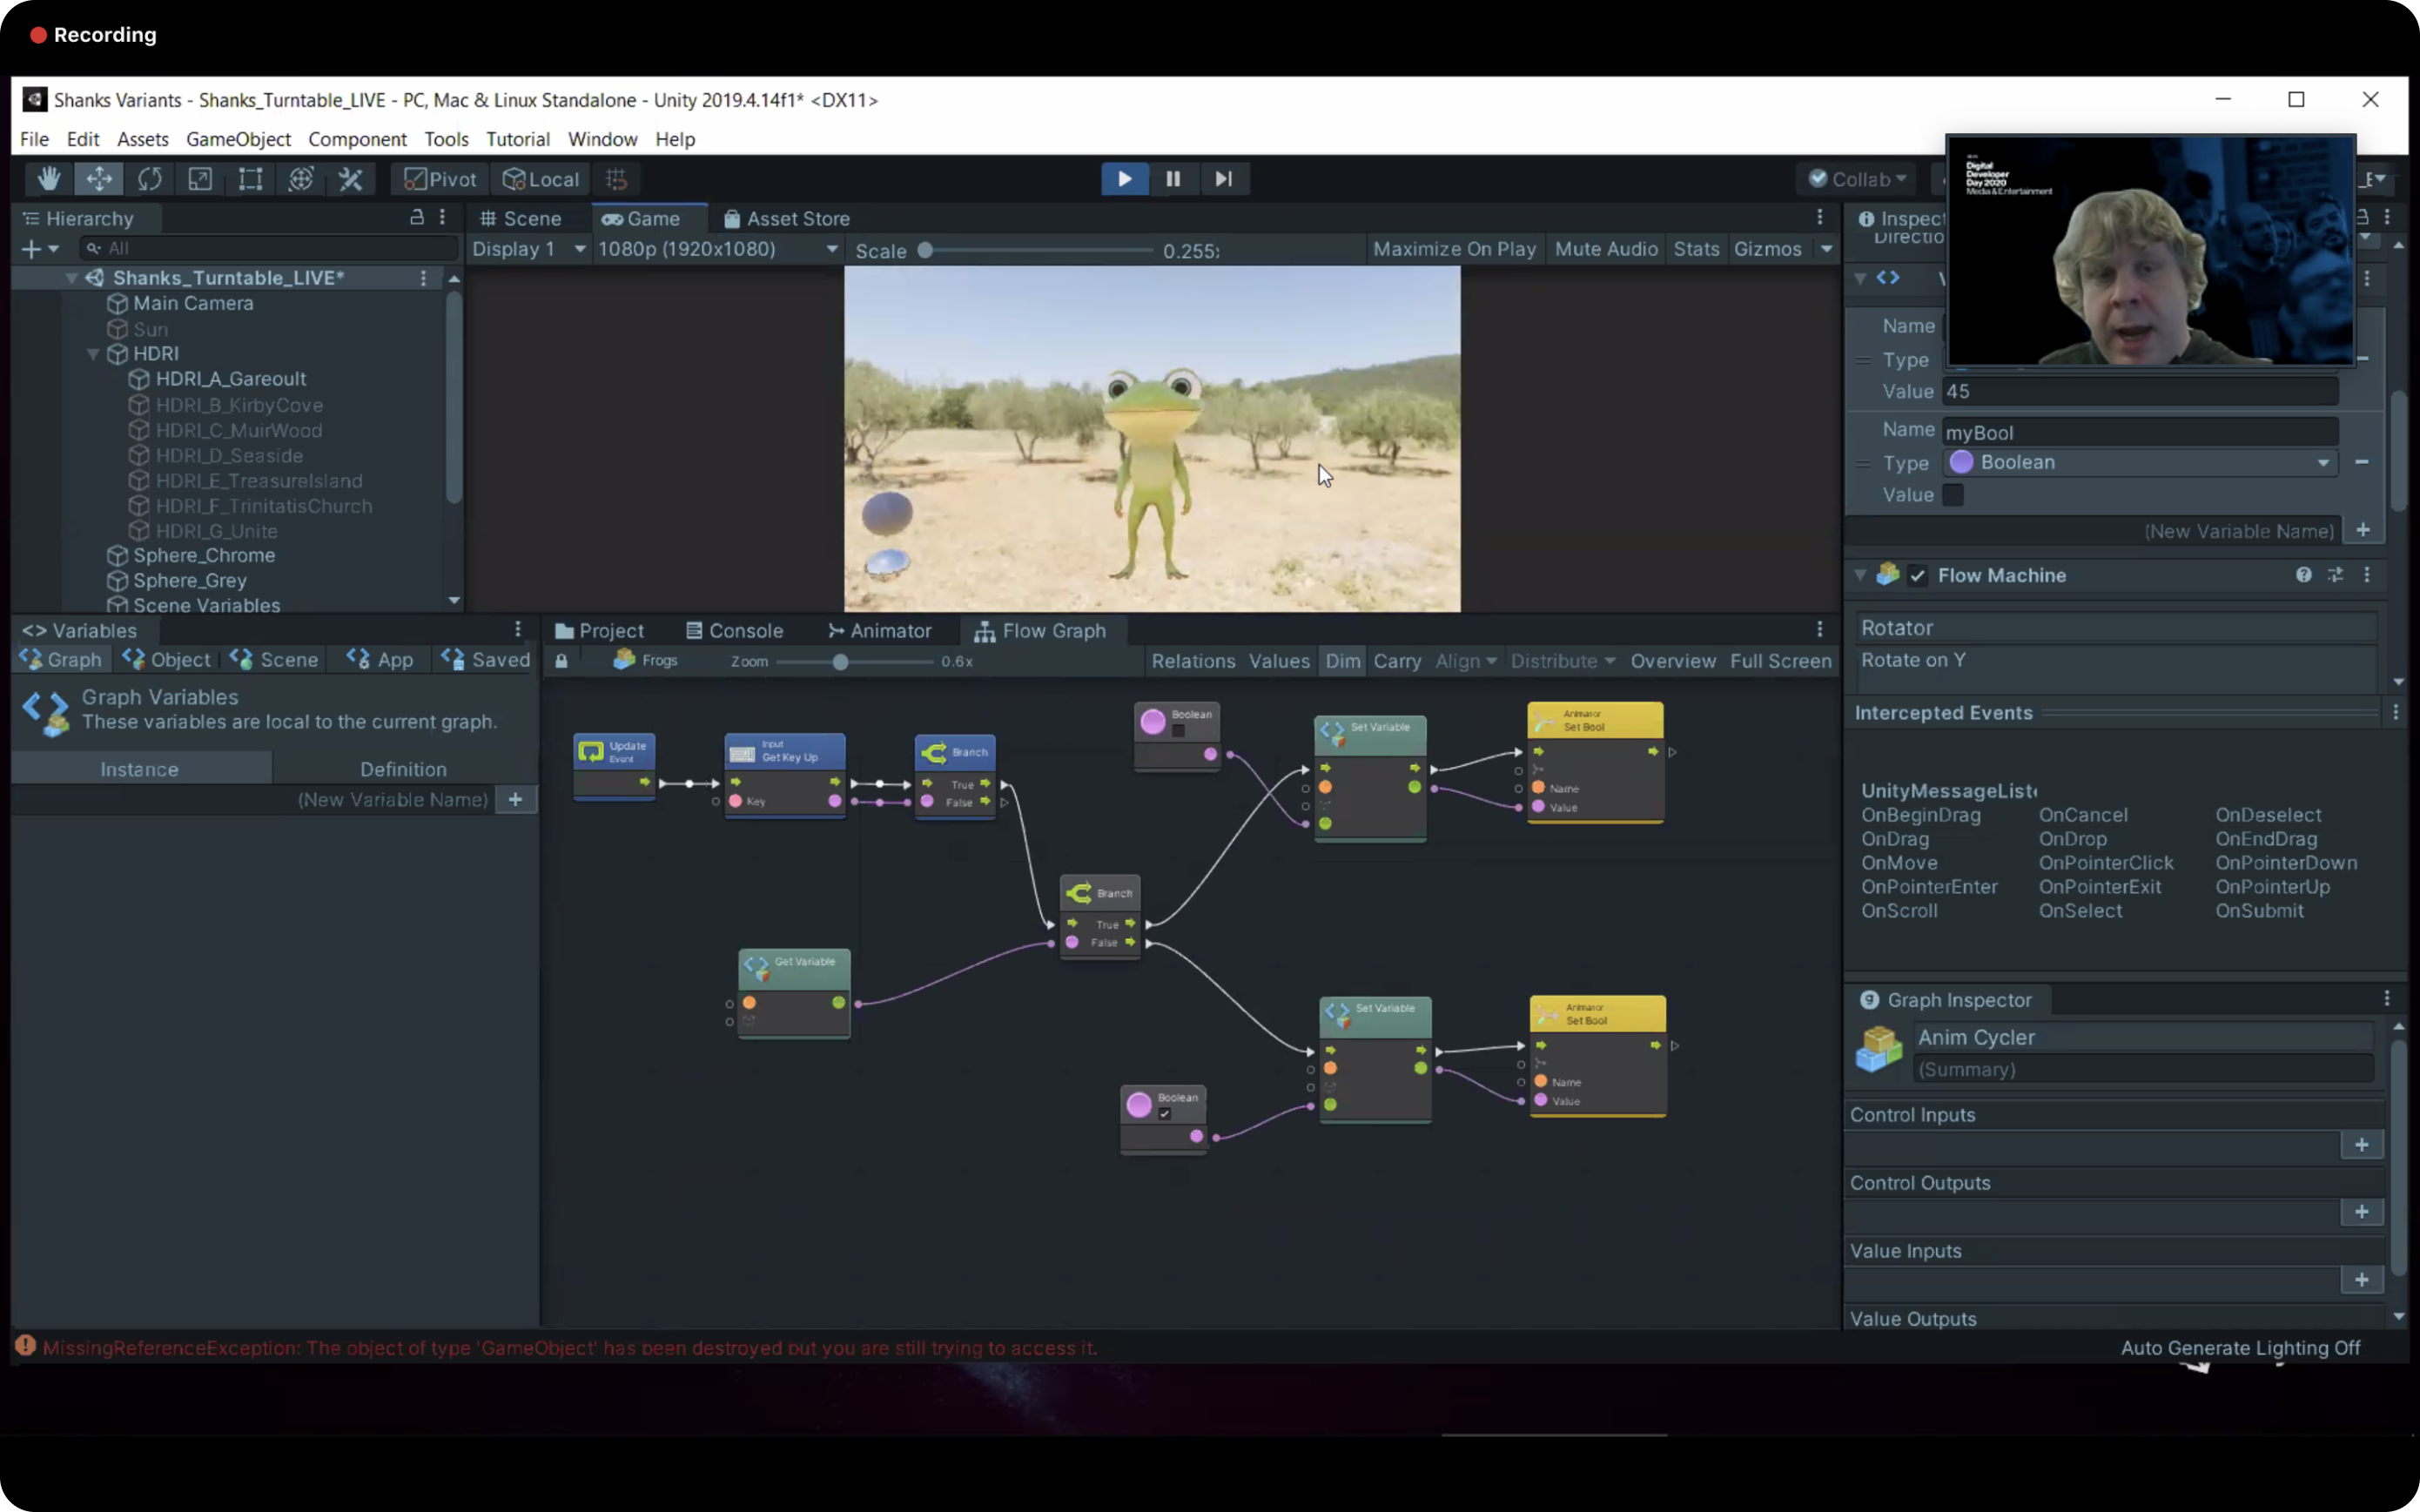 Recording
Shanks Variants - Shanks_Turntable_LIVE - PC, Mac & Linux Standalone - Unity 2019.4.14f1* <DX11>
File Edit Assets GameObject Component Tools Tutorial Window Help
Pivot Local Collab
Digital
Developer
Day 2020
Media & Entertainment
Hierarchy
Scene Game Asset Store
All
Display 1 1080p (1920x1080) Scale 0.255: Maximize On Play Mute Audio Stats Gizmos
Shanks_Turntable_LIVE*
Main Camera
Sun
HDRI
HDRI_A_Gareoult
HDRI_B_KirbyCove
HDRI_C_MuirWood
HDRI_D_Seaside
HDRI_E_TreasureIsland
HDRI_F_TrinitatisChurch
HDRI_G_Unite
Sphere_Chrome
Sphere_Grey
Scene Variables
Inspect
Directio
Name
Type
Value 45
Name myBool
Type Boolean
Value
(New Variable Name)
Flow Machine
Rotator
Rotate on Y
Intercepted Events
UnityMessageListe
OnBeginDrag OnCancel OnDeselect
OnDrag OnDrop OnEndDrag
OnMove OnPointerClick OnPointerDown
OnPointerEnter OnPointerExit OnPointerUp
OnScroll OnSelect OnSubmit
Graph Inspector
Anim Cycler
(Summary)
Control Inputs
Control Outputs
Value Inputs
Value Outputs
<> Variables
Graph Object Scene App Saved
Graph Variables
These variables are local to the current graph.
Instance Definition
(New Variable Name)
Project Console Animator Flow Graph
Frogs Zoom 0.6x Relations Values Dim Carry Align Distribute Overview Full Screen
Update
Event
Input
Get Key Up
Key
Branch
True
False
Boolean
Set Variable
Animator
Set Bool
Name
Value
Branch
True
False
Get Variable
Set Variable
Animator
Set Bool
Name
Value
Boolean
MissingReferenceException: The object of type 'GameObject' has been destroyed but you are still trying to access it.
Auto Generate Lighting Off